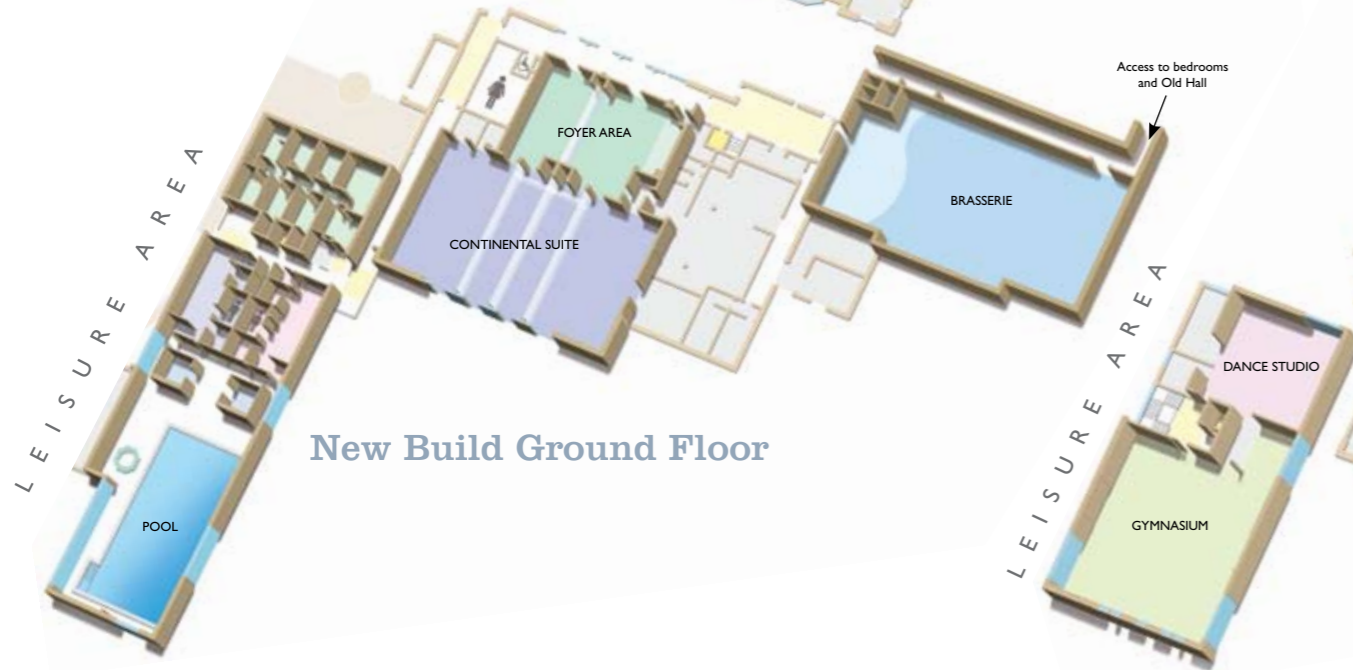 Access to bedrooms
and Old Hall
FOYER AREA
BRASSERIE
CONTINENTAL SUITE
LEISURE AREA
LEISURE AREA
DANCE STUDIO
New Build Ground Floor
POOL
GYMNASIUM